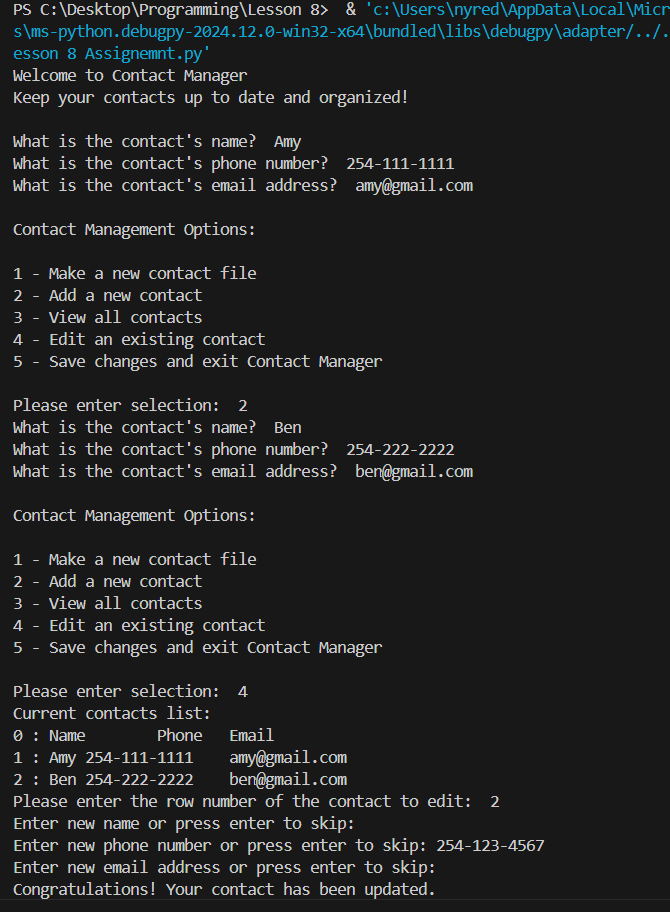 PS C:\Desktop\Programming\Lesson 8>  & 'c:\Users\nyred\AppData\Local\Micr
s\ms-python.debugpy-2024.12.0-win32-x64\bundled\libs\debugpy\adapter/../.
esson 8 Assignemnt.py'
Welcome to Contact Manager
Keep your contacts up to date and organized!

What is the contact's name?  Amy
What is the contact's phone number?  254-111-1111
What is the contact's email address?  amy@gmail.com

Contact Management Options:

1 - Make a new contact file
2 - Add a new contact
3 - View all contacts
4 - Edit an existing contact
5 - Save changes and exit Contact Manager

Please enter selection:  2
What is the contact's name?  Ben
What is the contact's phone number?  254-222-2222
What is the contact's email address?  ben@gmail.com

Contact Management Options:

1 - Make a new contact file
2 - Add a new contact
3 - View all contacts
4 - Edit an existing contact
5 - Save changes and exit Contact Manager

Please enter selection:  4
Current contacts list:
0 : Name        Phone   Email
1 : Amy 254-111-1111    amy@gmail.com
2 : Ben 254-222-2222    ben@gmail.com
Please enter the row number of the contact to edit:  2
Enter new name or press enter to skip:
Enter new phone number or press enter to skip: 254-123-4567
Enter new email address or press enter to skip:
Congratulations! Your contact has been updated.